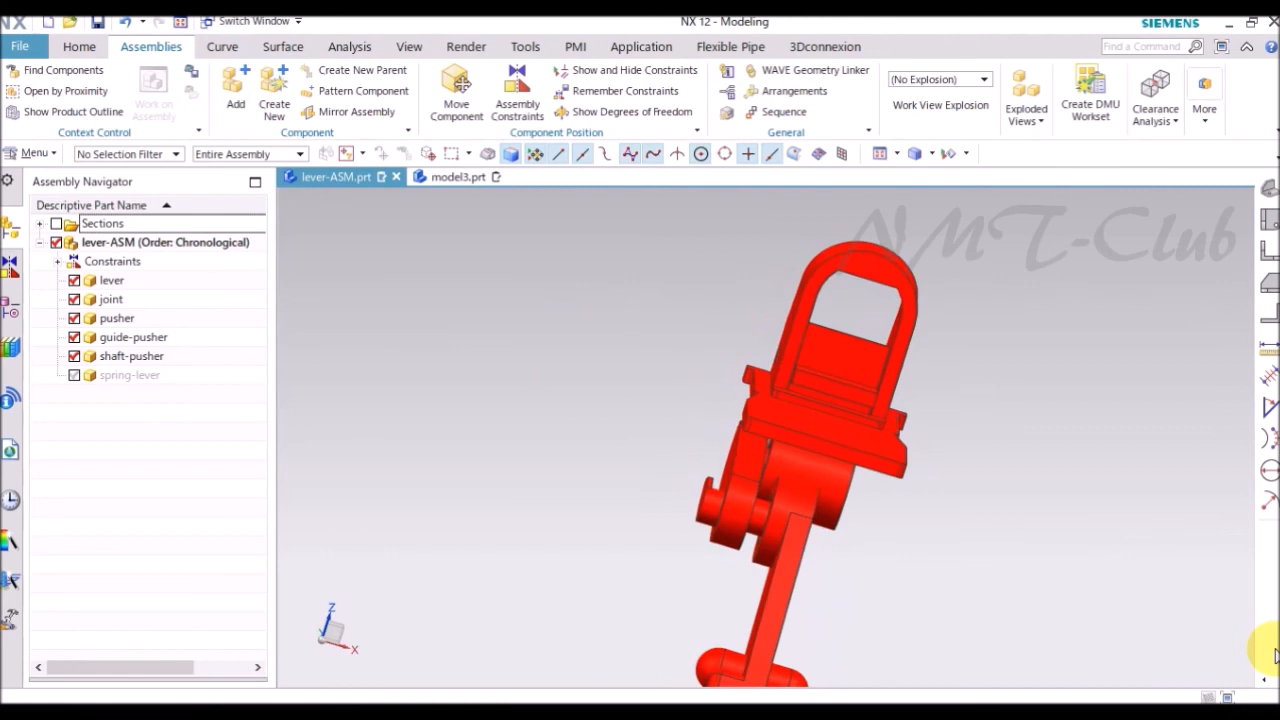 NX
Switch Window
NX 12 - Modeling
SIEMENS
File
Home
Assemblies
Curve
Surface
Analysis
View
Render
Tools
PMI
Application
Flexible Pipe
3Dconnexion
Find a Command
Find Components
Open by Proximity
Show Product Outline
Work on
Assembly
Context Control
Add
Create
New
Create New Parent
Pattern Component
Mirror Assembly
Component
Move
Component
Assembly
Constraints
Show and Hide Constraints
Remember Constraints
Show Degrees of Freedom
Component Position
WAVE Geometry Linker
Arrangements
Sequence
General
(No Explosion)
Work View Explosion
Exploded
Views
Create DMU
Workset
Clearance
Analysis
More
Menu
No Selection Filter
Entire Assembly
Assembly Navigator
lever-ASM.prt
model3.prt
Descriptive Part Name
Sections
lever-ASM (Order: Chronological)
Constraints
lever
joint
pusher
guide-pusher
shaft-pusher
spring-lever
NMT-Club
Z
X